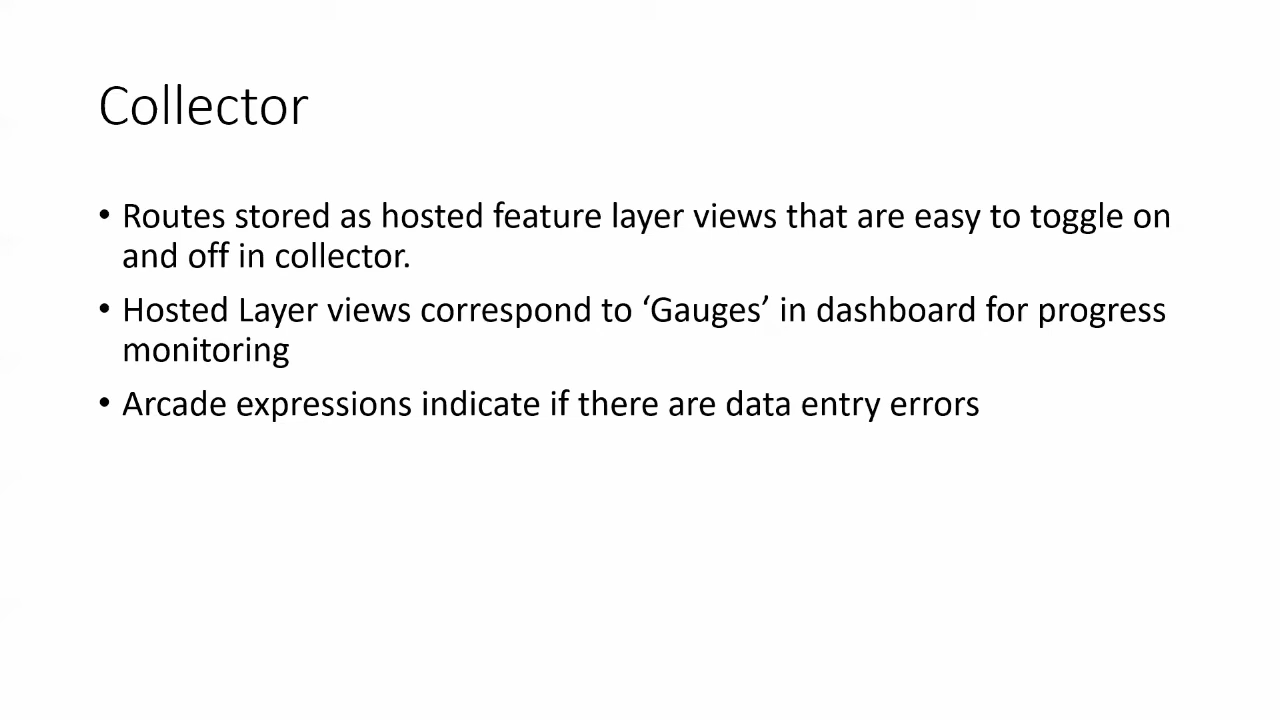 Collector
• Routes stored as hosted feature layer views that are easy to toggle on
and off in collector.
• Hosted Layer views correspond to ‘Gauges’ in dashboard for progress
monitoring
• Arcade expressions indicate if there are data entry errors